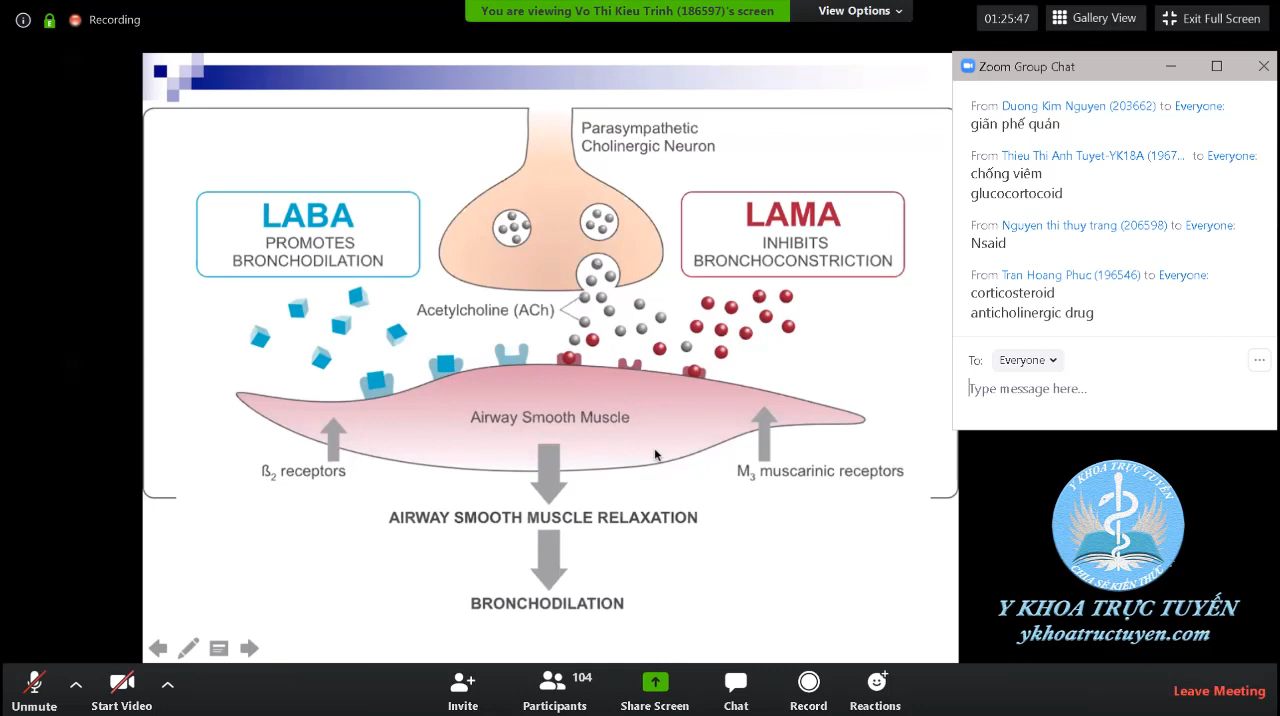 Recording
You are viewing Vo Thi Kieu Trinh (186597)'s screen
View Options
01:25:47
Gallery View
Exit Full Screen
Zoom Group Chat
From Duong Kim Nguyen (203662) to Everyone:
giãn phế quản
From Thieu Thi Anh Tuyet-YK18A (1967... to Everyone:
chống viêm
glucocortocoid
From Nguyen thi thuy trang (206598) to Everyone:
Nsaid
From Tran Hoang Phuc (196546) to Everyone:
corticosteroid
anticholinergic drug
To: Everyone
Type message here...
Parasympathetic
Cholinergic Neuron
LABA
PROMOTES
BRONCHODILATION
LAMA
INHIBITS
BRONCHOCONSTRICTION
Acetylcholine (ACh)
Airway Smooth Muscle
ß2 receptors
M3 muscarinic receptors
AIRWAY SMOOTH MUSCLE RELAXATION
BRONCHODILATION
Y KHOA TRỰC TUYẾN
CHIA SẺ KIẾN THỨC
Y KHOA TRỰC TUYẾN
ykhoatructuyen.com
Unmute
Start Video
Invite
Participants
104
Share Screen
Chat
Record
Reactions
Leave Meeting